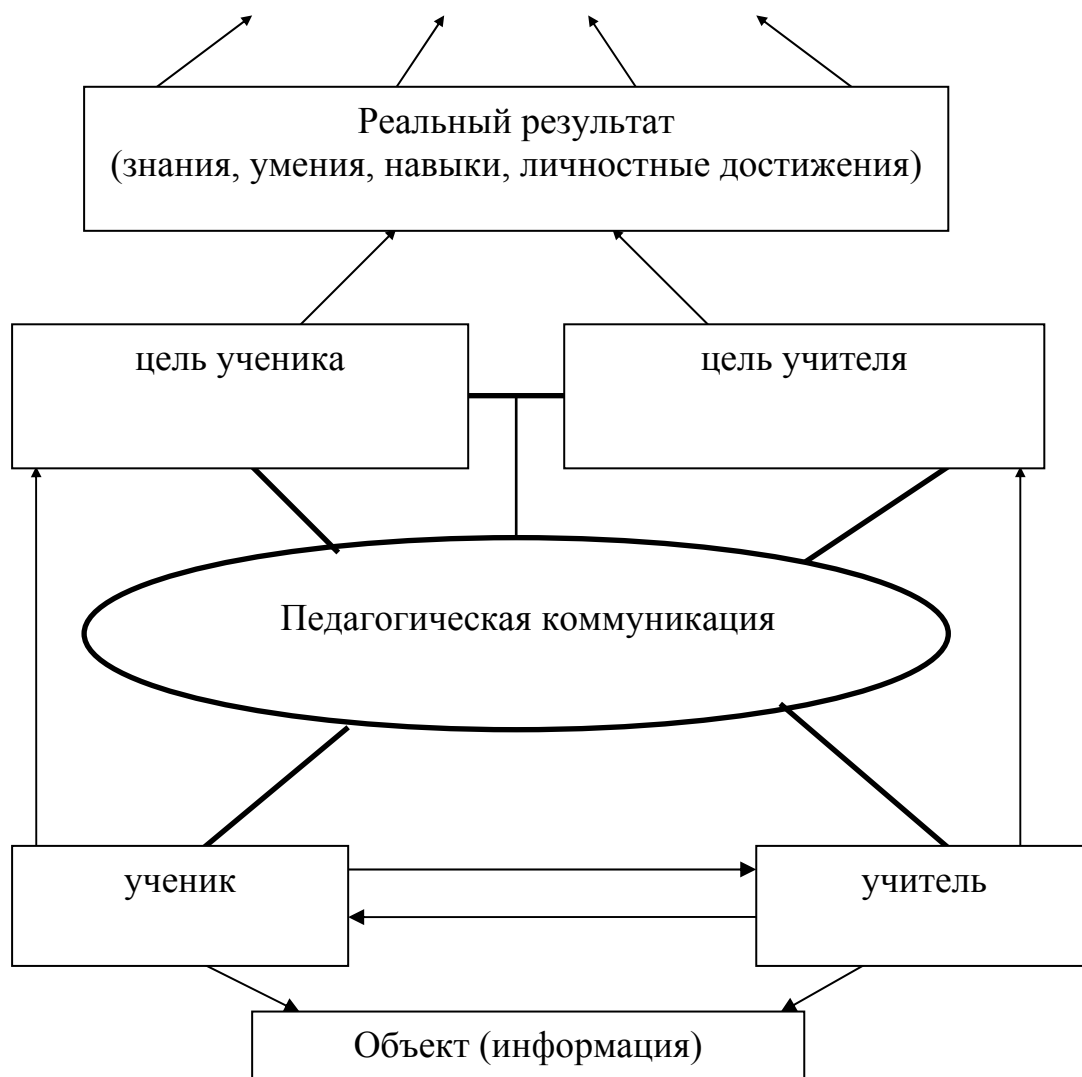 Реальный результат
(знания, умения, навыки, личностные достижения)
цель ученика
цель учителя
Педагогическая коммуникация
ученик
учитель
Объект (информация)